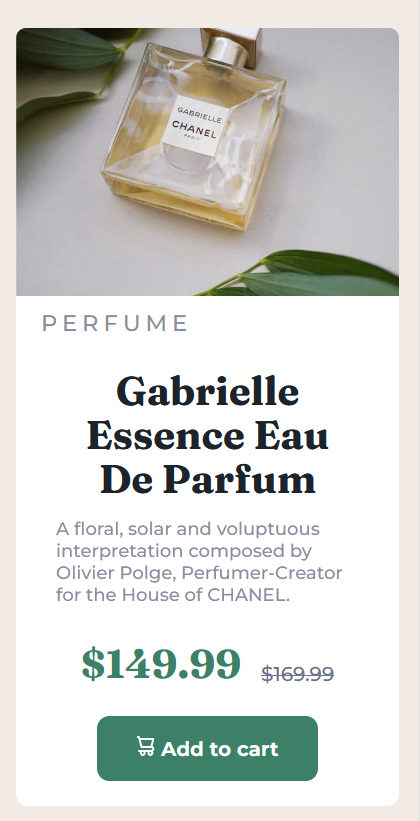 GABRIELLE
CHANEL
PARIS
PERFUME
Gabrielle
Essence Eau
De Parfum
A floral, solar and voluptuous
interpretation composed by
Olivier Polge, Perfumer-Creator
for the House of CHANEL.
$149.99 $169.99
Add to cart